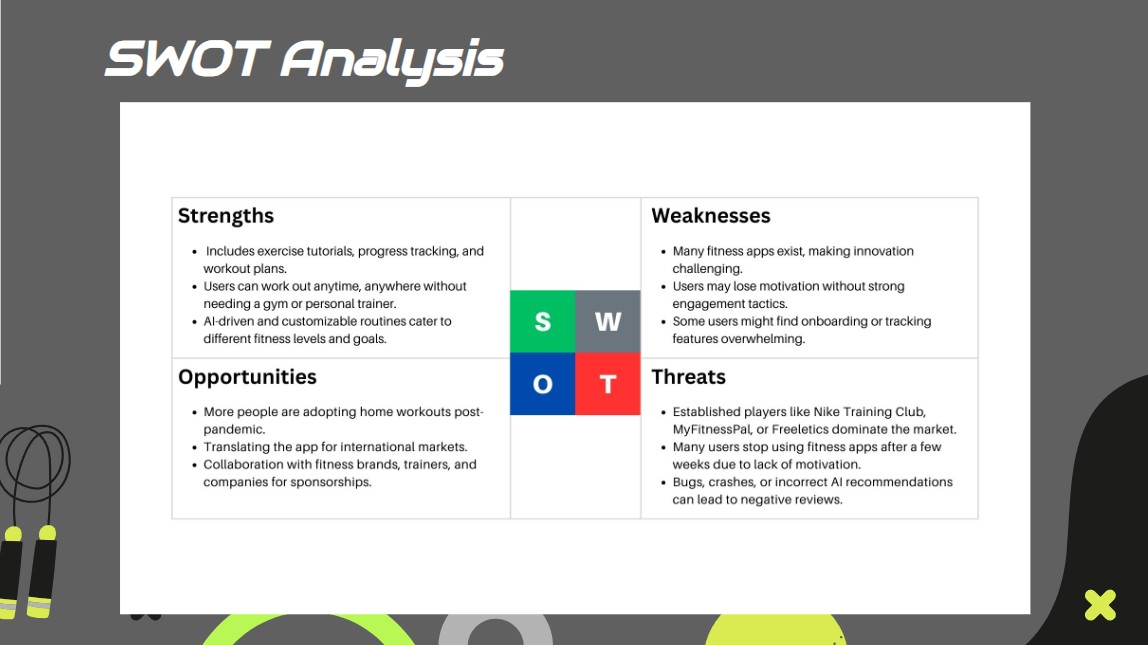 SWOT Analysis
Strengths
• Includes exercise tutorials, progress tracking, and
workout plans.
• Users can work out anytime, anywhere without
needing a gym or personal trainer.
• AI-driven and customizable routines cater to
different fitness levels and goals.
Weaknesses
• Many fitness apps exist, making innovation
challenging.
• Users may lose motivation without strong
engagement tactics.
• Some users might find onboarding or tracking
features overwhelming.
S W
O T
Opportunities
• More people are adopting home workouts post-
pandemic.
• Translating the app for international markets.
• Collaboration with fitness brands, trainers, and
companies for sponsorships.
Threats
• Established players like Nike Training Club,
MyFitnessPal, or Freeletics dominate the market.
• Many users stop using fitness apps after a few
weeks due to lack of motivation.
• Bugs, crashes, or incorrect AI recommendations
can lead to negative reviews.